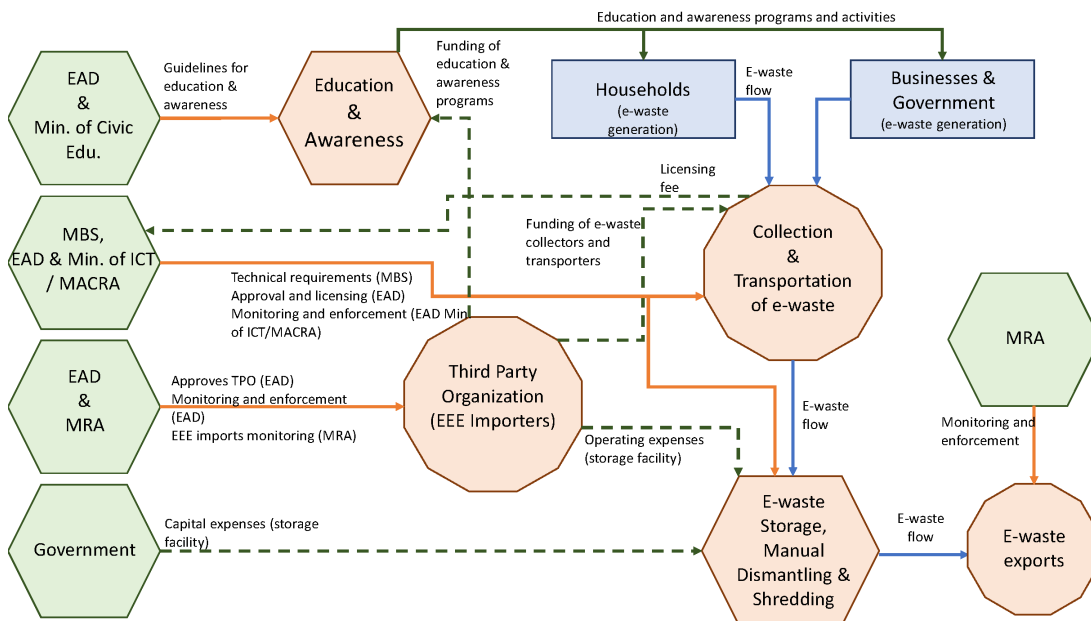 Education and awareness programs and activities
EAD
&
Min. of Civic
Edu.
Guidelines for
education &
awareness
Education
&
Awareness
Funding of
education &
awareness
programs
Households
(e-waste
generation)
E-waste
flow
Businesses &
Government
(e-waste generation)
MBS,
EAD & Min. of ICT
/ MACRA
Licensing
fee
Funding of e-waste
collectors and
transporters
Collection
&
Transportation
of e-waste
Technical requirements (MBS)
Approval and licensing (EAD)
Monitoring and enforcement (EAD Min
of ICT/MACRA)
MRA
EAD
&
MRA
Approves TPO (EAD)
Monitoring and enforcement
(EAD)
EEE imports monitoring (MRA)
Third Party
Organization
(EEE Importers)
E-waste
flow
Monitoring and
enforcement
Operating expenses
(storage facility)
Government
Capital expenses (storage
facility)
E-waste
Storage,
Manual
Dismantling &
Shredding
E-waste
flow
E-waste
exports